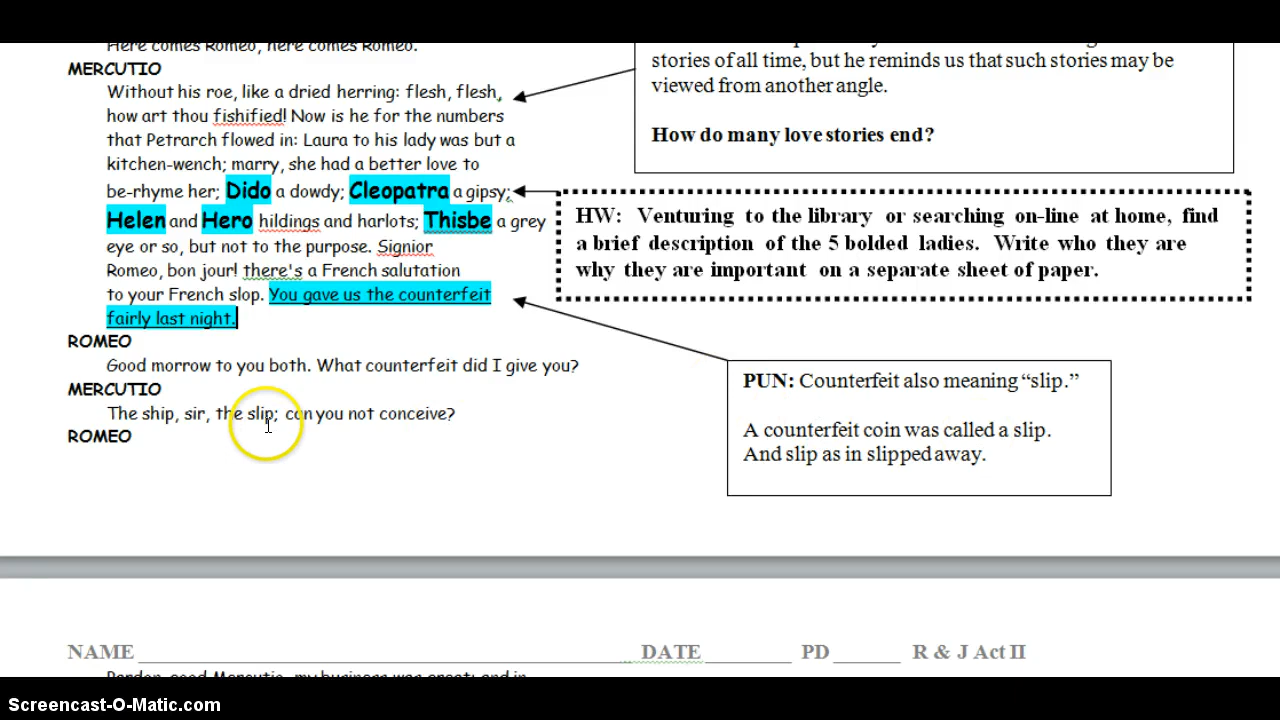 Here comes Romeo, here comes Romeo.
MERCUTIO
Without his roe, like a dried herring: flesh, flesh,
how art thou fishified! Now is he for the numbers
that Petrarch flowed in: Laura to his lady was but a
kitchen-wench; marry, she had a better love to
be-rhyme her; Dido a dowdy; Cleopatra a gipsy;
Helen and Hero hildings and harlots; Thisbe a grey
eye or so, but not to the purpose. Signior
Romeo, bon jour! there's a French salutation
to your French slop. You gave us the counterfeit
fairly last night.
ROMEO
Good morrow to you both. What counterfeit did I give you?
MERCUTIO
The ship, sir, the slip; can you not conceive?
ROMEO
stories of all time, but he reminds us that such stories may be
viewed from another angle.
How do many love stories end?
HW: Venturing to the library or searching on-line at home, find
a brief description of the 5 bolded ladies. Write who they are
why they are important on a separate sheet of paper.
PUN: Counterfeit also meaning “slip.”
A counterfeit coin was called a slip.
And slip as in slipped away.
NAME DATE PD R & J Act II
Pardon, good Mercutio, my business was great; and in
Screencast-O-Matic.com